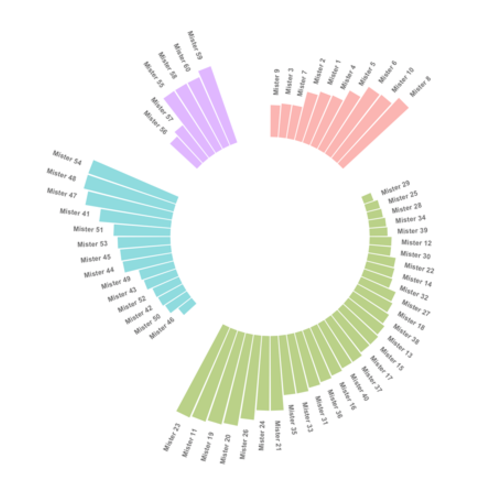 Mister 9
Mister 3
Mister 7
Mister 2
Mister 1
Mister 4
Mister 5
Mister 6
Mister 10
Mister 8
Mister 29
Mister 25
Mister 28
Mister 34
Mister 39
Mister 12
Mister 30
Mister 22
Mister 14
Mister 32
Mister 27
Mister 18
Mister 38
Mister 13
Mister 15
Mister 17
Mister 37
Mister 40
Mister 16
Mister 36
Mister 31
Mister 33
Mister 35
Mister 21
Mister 24
Mister 26
Mister 20
Mister 19
Mister 11
Mister 23
Mister 46
Mister 50
Mister 42
Mister 52
Mister 43
Mister 49
Mister 44
Mister 45
Mister 53
Mister 51
Mister 41
Mister 47
Mister 48
Mister 54
Mister 56
Mister 57
Mister 55
Mister 58
Mister 60
Mister 59